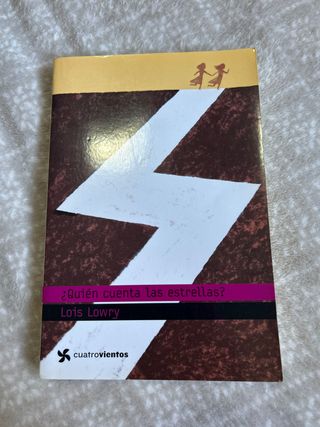 ¿Quién cuenta las estrellas?
Lois Lowry
cuatrovientos